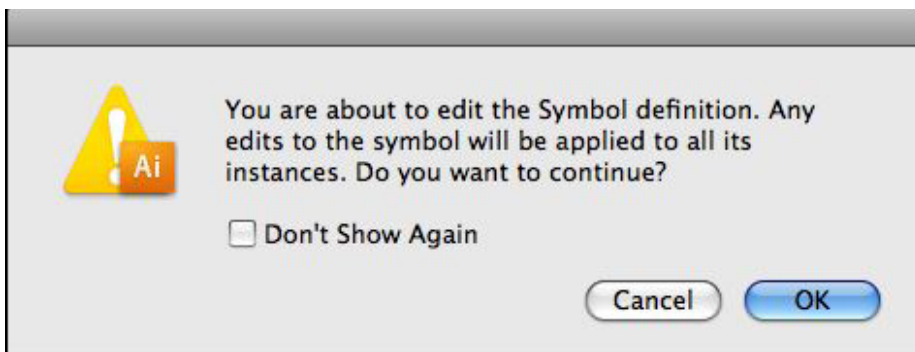 You are about to edit the Symbol definition. Any
edits to the symbol will be applied to all its
instances. Do you want to continue?
Ai
Don't Show Again
Cancel
OK